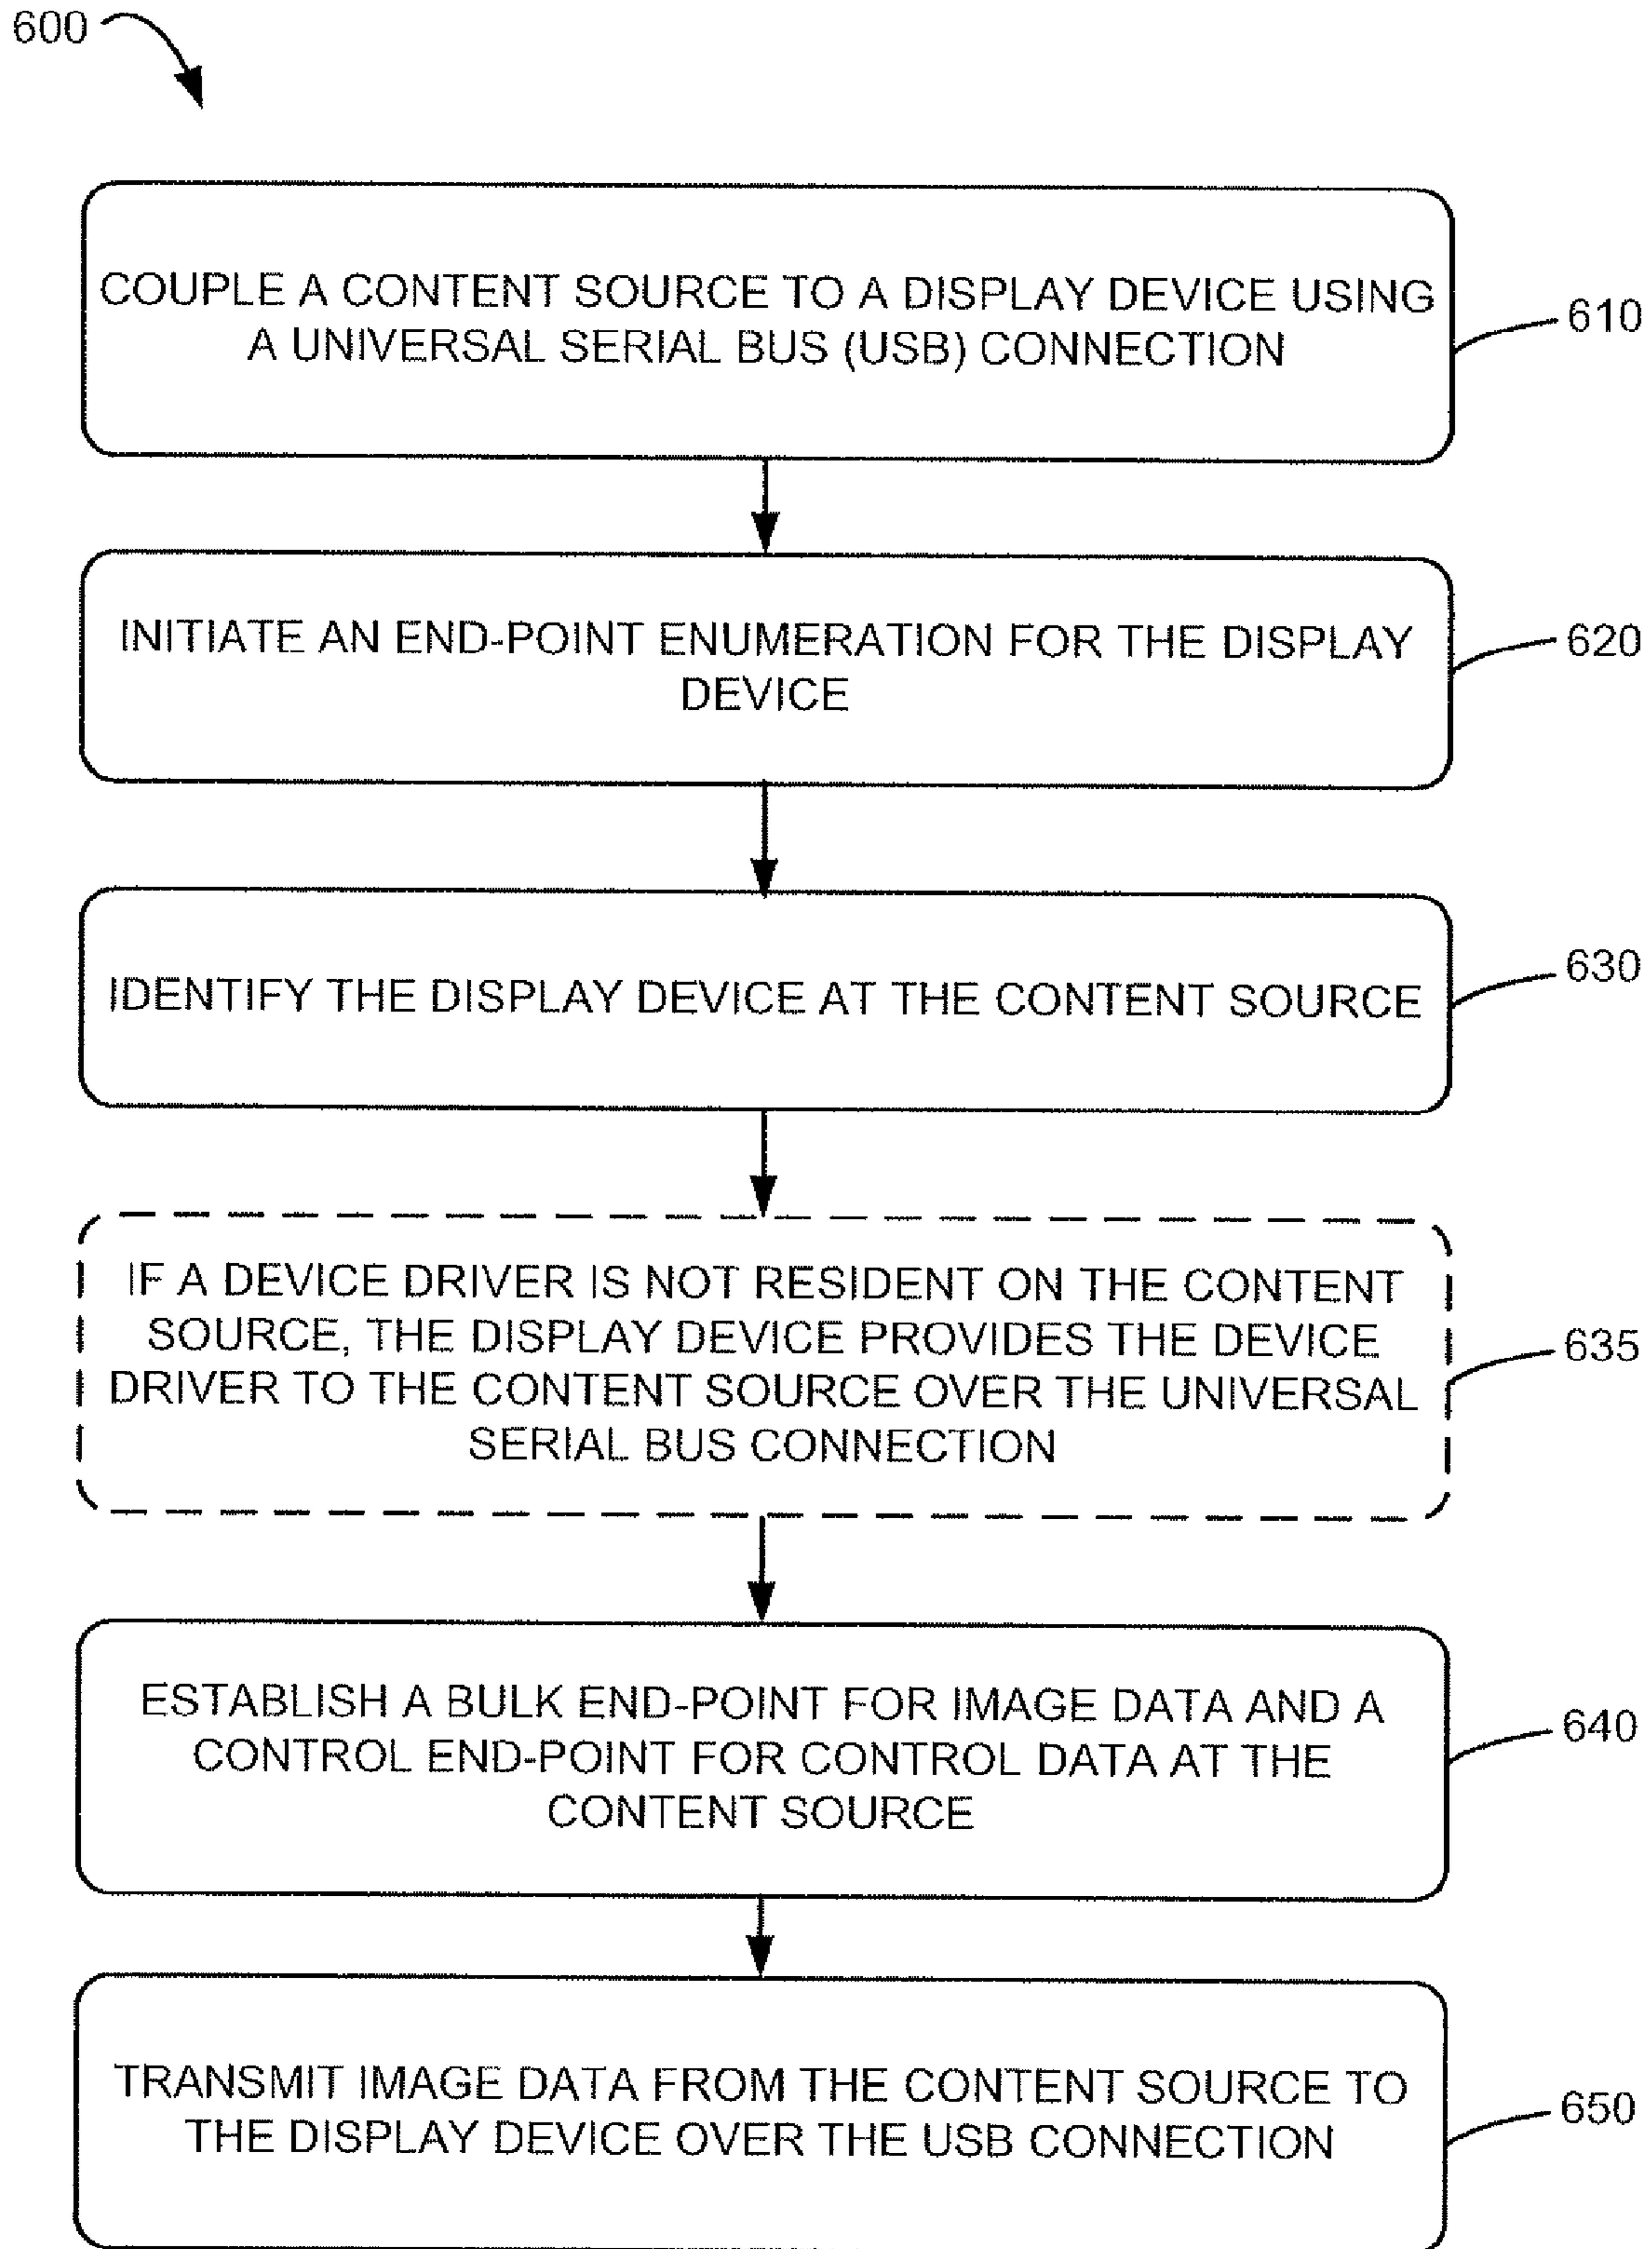 600
COUPLE A CONTENT SOURCE TO A DISPLAY DEVICE USING
A UNIVERSAL SERIAL BUS (USB) CONNECTION
610
INITIATE AN END-POINT ENUMERATION FOR THE DISPLAY
DEVICE
620
IDENTIFY THE DISPLAY DEVICE AT THE CONTENT SOURCE
630
IF A DEVICE DRIVER IS NOT RESIDENT ON THE CONTENT
SOURCE, THE DISPLAY DEVICE PROVIDES THE DEVICE
DRIVER TO THE CONTENT SOURCE OVER THE UNIVERSAL
SERIAL BUS CONNECTION
635
ESTABLISH A BULK END-POINT FOR IMAGE DATA AND A
CONTROL END-POINT FOR CONTROL DATA AT THE
CONTENT SOURCE
640
TRANSMIT IMAGE DATA FROM THE CONTENT SOURCE TO
THE DISPLAY DEVICE OVER THE USB CONNECTION
650